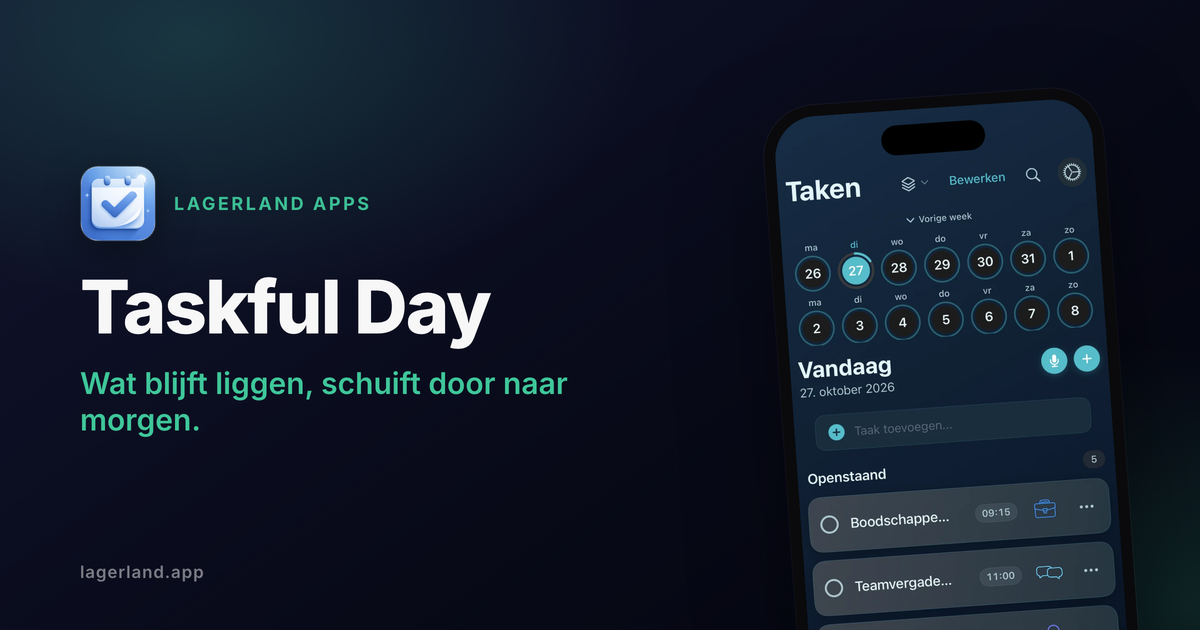 LAGERLAND APPS
Taskful Day
Wat blijft liggen, schuift door naar
morgen.
lagerland.app
Taken
Bewerken
Vorige week
ma di wo do vr za zo
26 27 28 29 30 31 1
ma di wo do vr za zo
2 3 4 5 6 7 8
Vandaag
27. oktober 2026
Taak toevoegen...
Openstaand 5
Boodschappe... 09:15
Teamvergade... 11:00